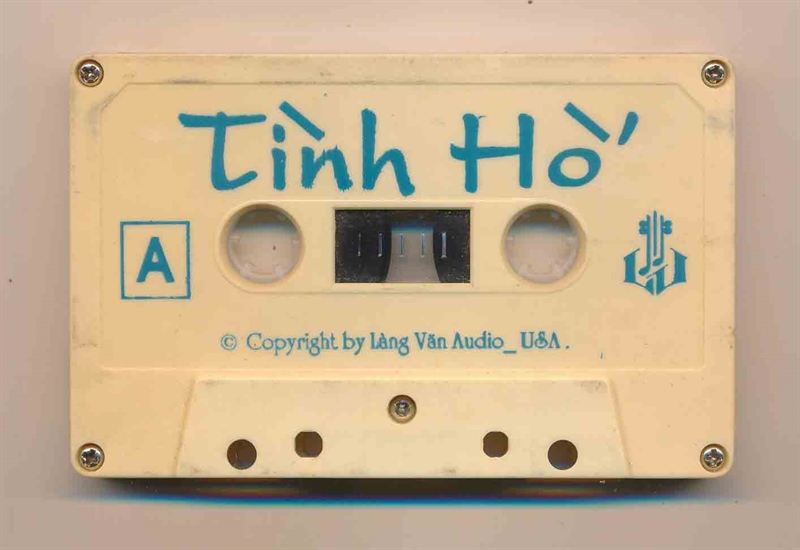 Tình Hờ
A
© Copyright by Làng Văn Audio_USA.